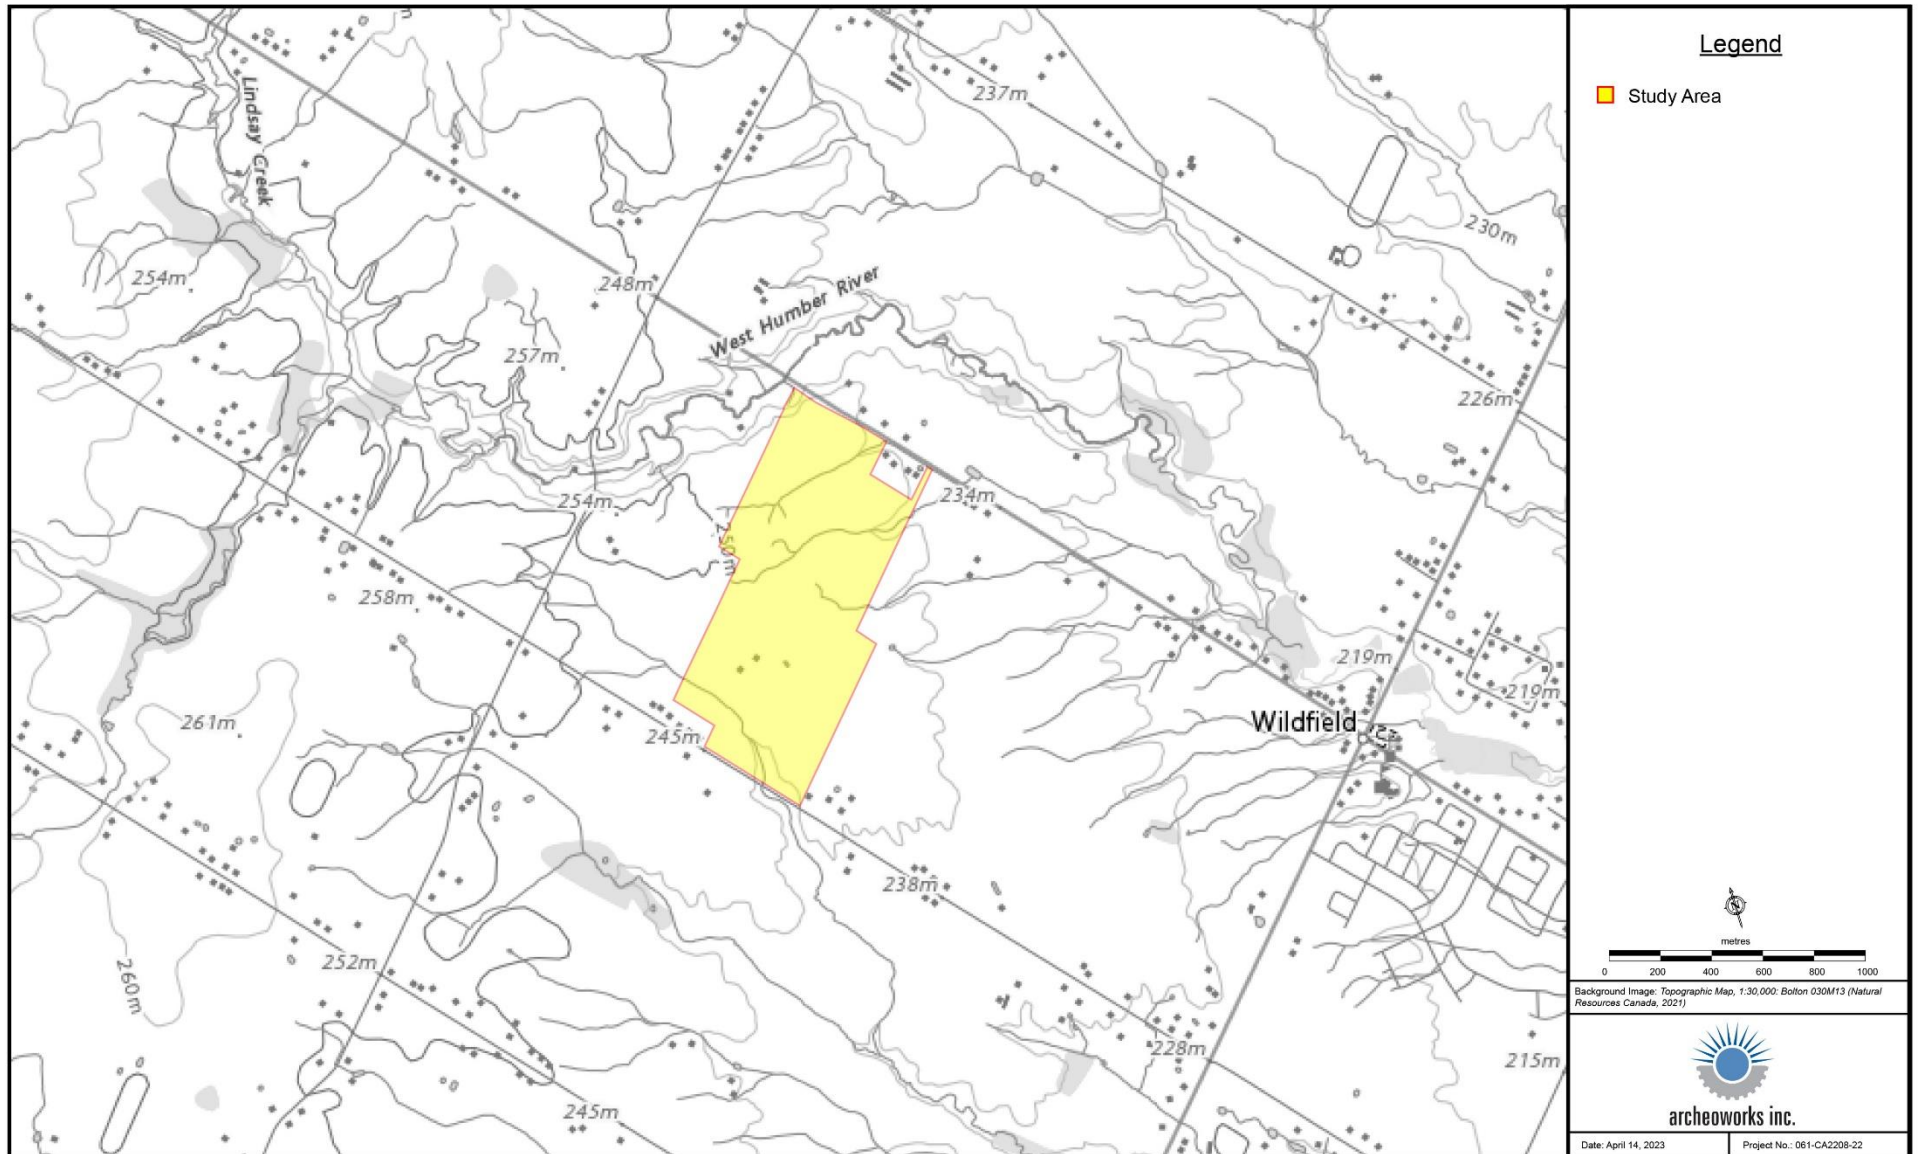 Lindsay Creek
237m
230m
254m
248m
West Humber River
257m
226m
254m
234m
250m
258m
219m
219m
261m
245m
Wildfield
238m
260m
252m
228m
215m
245m
Legend
Study Area
N
metres
0 200 400 600 800 1000
Background Image: Topographic Map, 1:30,000: Bolton 030M13 (Natural
Resources Canada, 2021)
archeoworks inc.
Date: April 14, 2023
Project No.: 061-CA2208-22